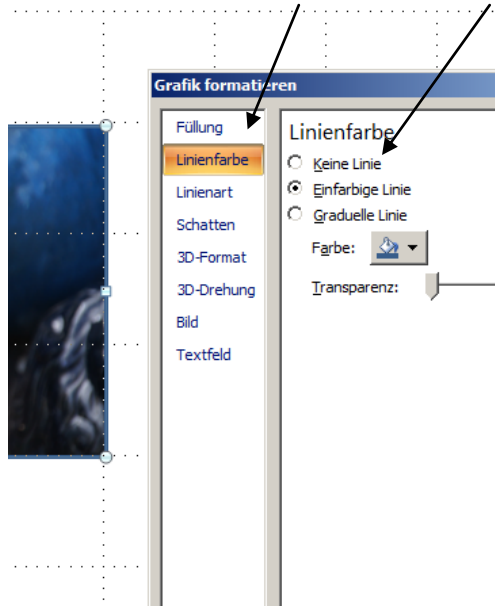 Grafik formatieren
Füllung
Linienfarbe
Linienart
Schatten
3D-Format
3D-Drehung
Bild
Textfeld
Linienfarbe
Keine Linie
Einfarbige Linie
Graduelle Linie
Farbe:
Transparenz: